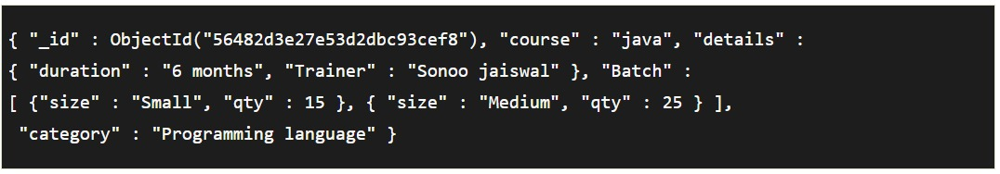 { "_id" : ObjectId("56482d3e27e53d2dbc93cef8"), "course" : "java", "details" :
{ "duration" : "6 months", "Trainer" : "Sonoo jaiswal" }, "Batch" :
[ {"size" : "Small", "qty" : 15 }, { "size" : "Medium", "qty" : 25 } ],
"category" : "Programming language" }